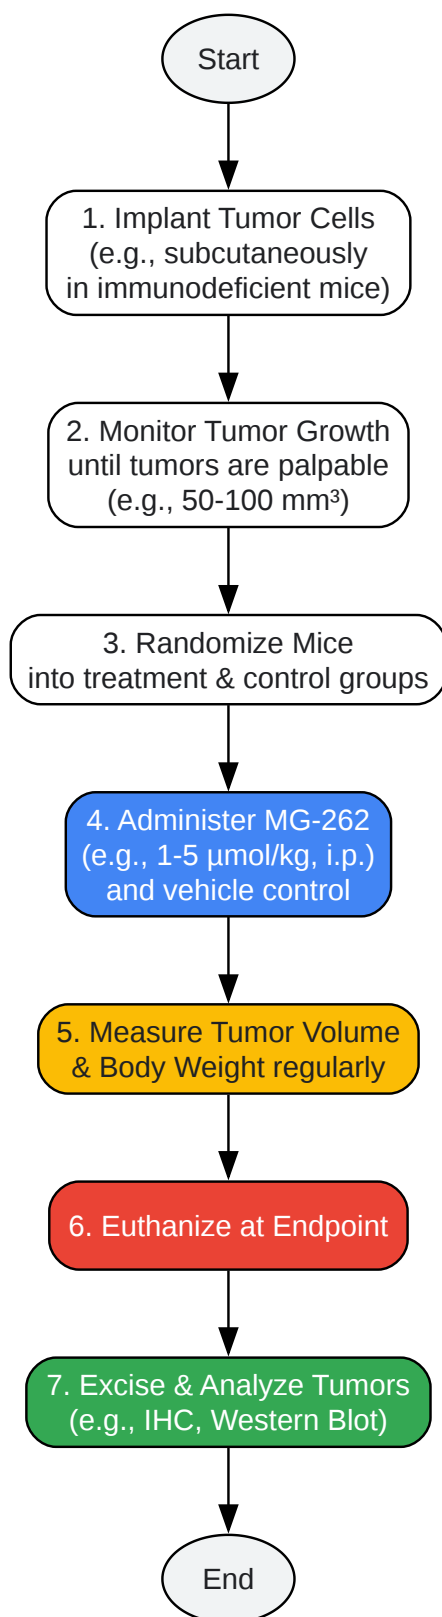 Start
1. Implant Tumor Cells
(e.g., subcutaneously
in immunodeficient mice)
2. Monitor Tumor Growth
until tumors are palpable
(e.g., 50-100 mm³)
3. Randomize Mice
into treatment & control groups
4. Administer MG-262
(e.g., 1-5 µmol/kg, i.p.)
and vehicle control
5. Measure Tumor Volume
& Body Weight regularly
6. Euthanize at Endpoint
7. Excise & Analyze Tumors
(e.g., IHC, Western Blot)
End